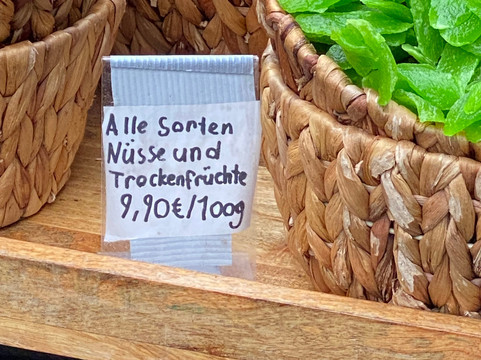 Alle Sorten
Nüsse und
Trockenfrüchte
9,90€/100g